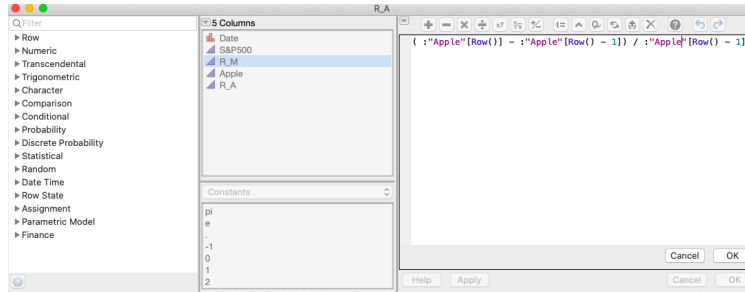 R_A
Filter
Row
Numeric
Transcendental
Trigonometric
Character
Comparison
Conditional
Probability
Discrete Probability
Statistical
Random
Date Time
Row State
Assignment
Parametric Model
Finance
5 Columns
Date
S&P500
R_M
Apple
R_A
Constants
pi
e
.
-1
0
1
2
( :"Apple"[Row()] - :"Apple"[Row() - 1]) / :"Apple"[Row() - 1]
Cancel OK
Help Apply Cancel OK